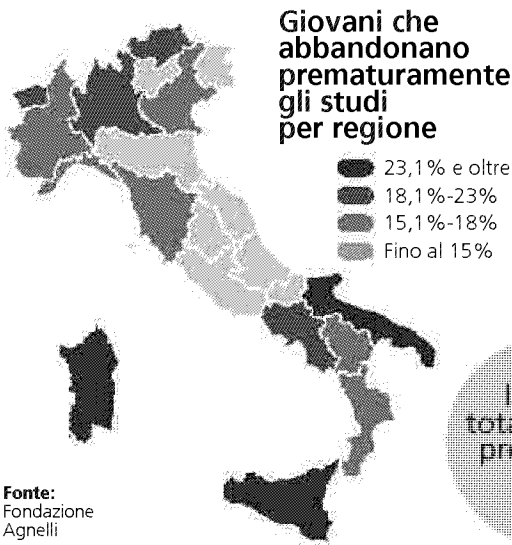 Giovani che
abbandonano
prematuramente
gli studi
per regione
23,1% e oltre
18,1%-23%
15,1%-18%
Fino al 15%
Fonte:
Fondazione
Agnelli